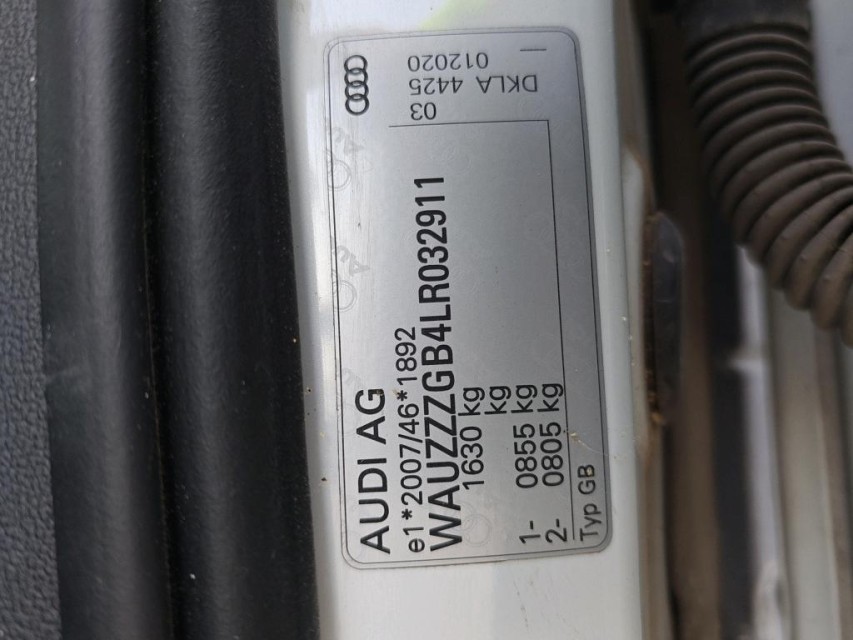 AUDI AG
e1*2007/46*1892
WAUZZZGB4LR032911
1630 kg
kg
1- 0855 kg
2- 0805 kg
Typ GB
03
DKLA 4425
012020